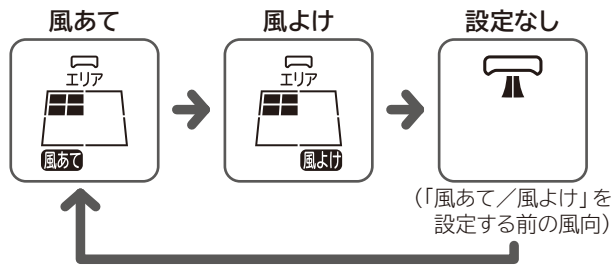 風あて
風よけ
設定なし
エリア
風あて
エリア
風よけ
(「風あて／風よけ」を
設定する前の風向)